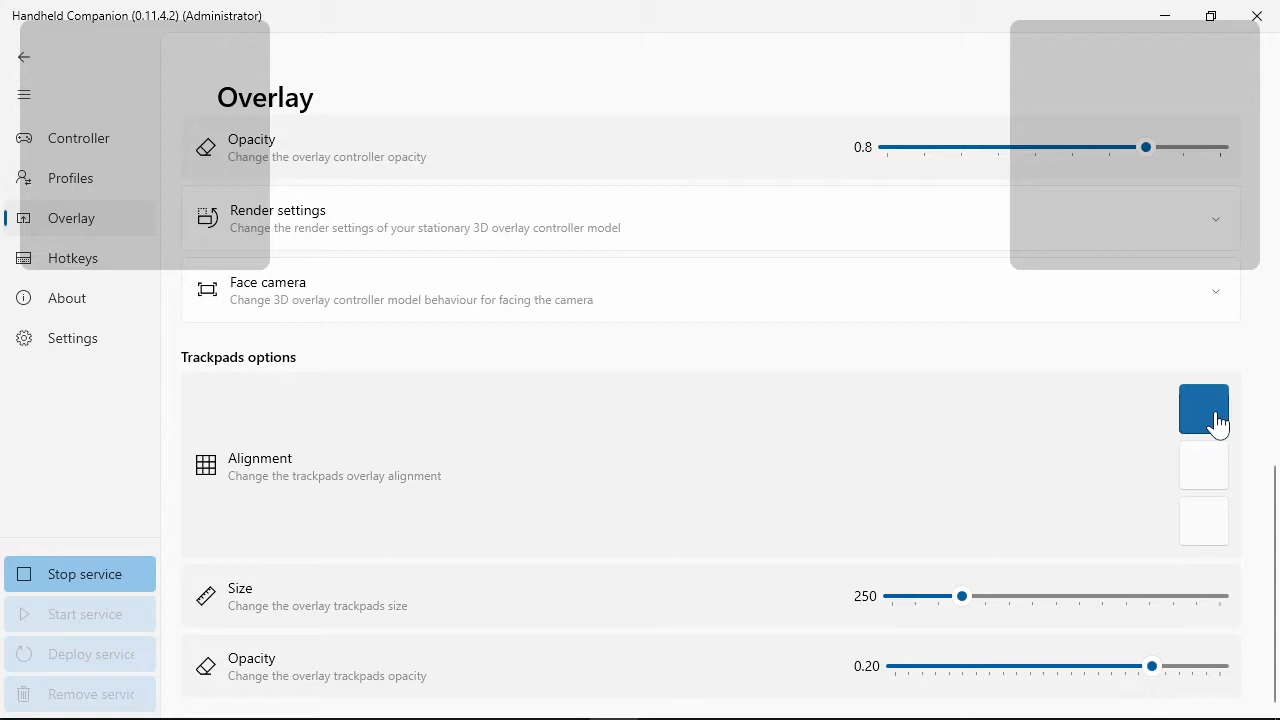 Handheld Companion (0.11.4.2) (Administrator)
Overlay
Controller
Profiles
Overlay
Hotkeys
About
Settings
Stop service
Start service
Deploy service
Remove servic
Opacity
Change the overlay controller opacity
0.8
Render settings
Change the render settings of your stationary 3D overlay controller model
Face camera
Change 3D overlay controller model behaviour for facing the camera
Trackpads options
Alignment
Change the trackpads overlay alignment
Size
Change the overlay trackpads size
250
Opacity
Change the overlay trackpads opacity
0.20